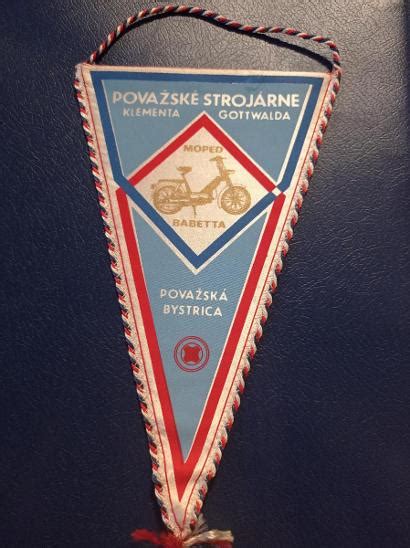 POVAŽSKÉ STROJÁRNE
KLEMENTA GOTTWALDA
MOPED
BABETTA
POVAŽSKÁ
BYSTRICA